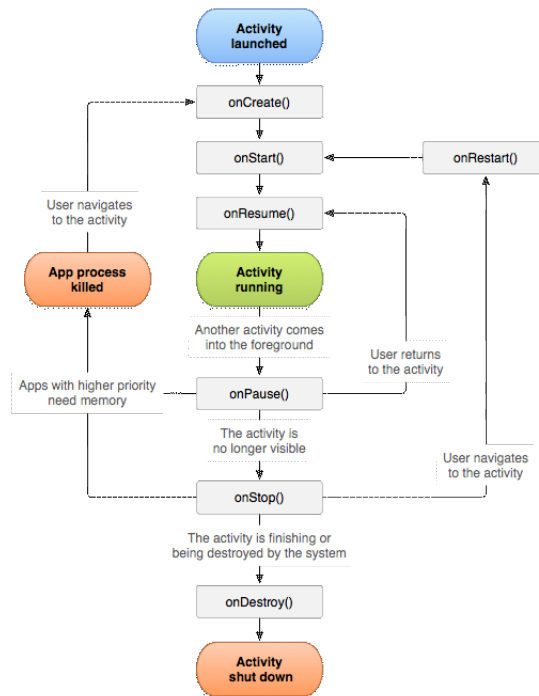 Activity
launched
onCreate()
onStart()
onRestart()
User navigates
to the activity
onResume()
App process
killed
Activity
running
Another activity comes
into the foreground
User returns
to the activity
Apps with higher priority
need memory
onPause()
The activity is
no longer visible
User navigates
to the activity
onStop()
The activity is finishing or
being destroyed by the system
onDestroy()
Activity
shut down